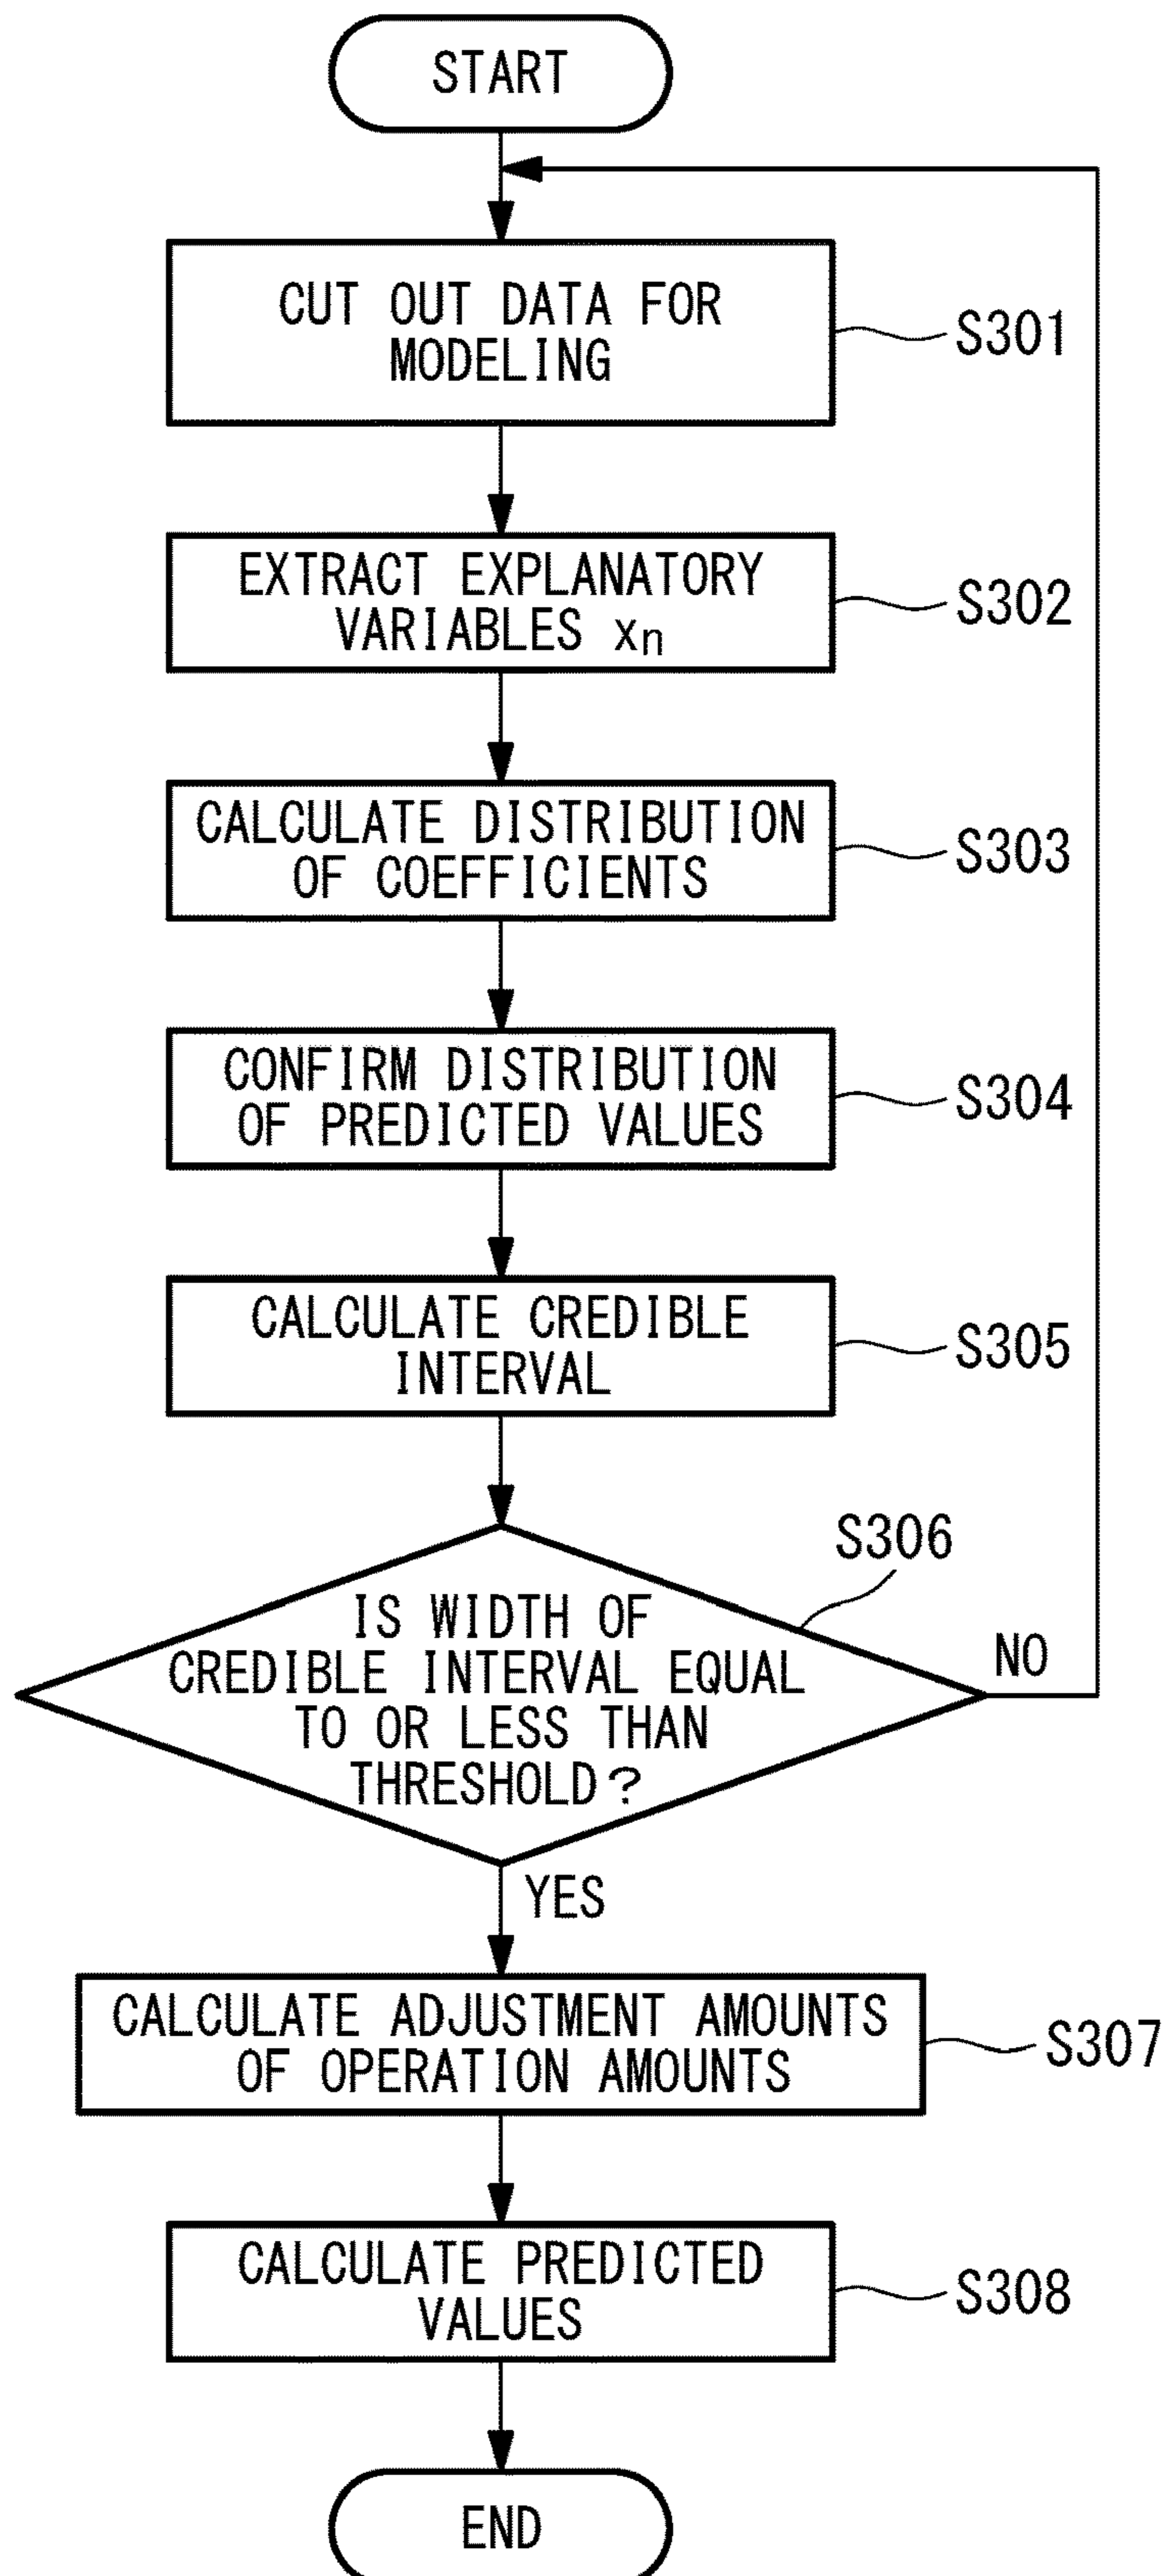 START
CUT OUT DATA FOR
MODELING
S301
EXTRACT EXPLANATORY
VARIABLES xn
S302
CALCULATE DISTRIBUTION
OF COEFFICIENTS
S303
CONFIRM DISTRIBUTION
OF PREDICTED VALUES
S304
CALCULATE CREDIBLE
INTERVAL
S305
S306
IS WIDTH OF
CREDIBLE INTERVAL EQUAL
TO OR LESS THAN
THRESHOLD?
NO
YES
CALCULATE ADJUSTMENT AMOUNTS
OF OPERATION AMOUNTS
S307
CALCULATE PREDICTED
VALUES
S308
END